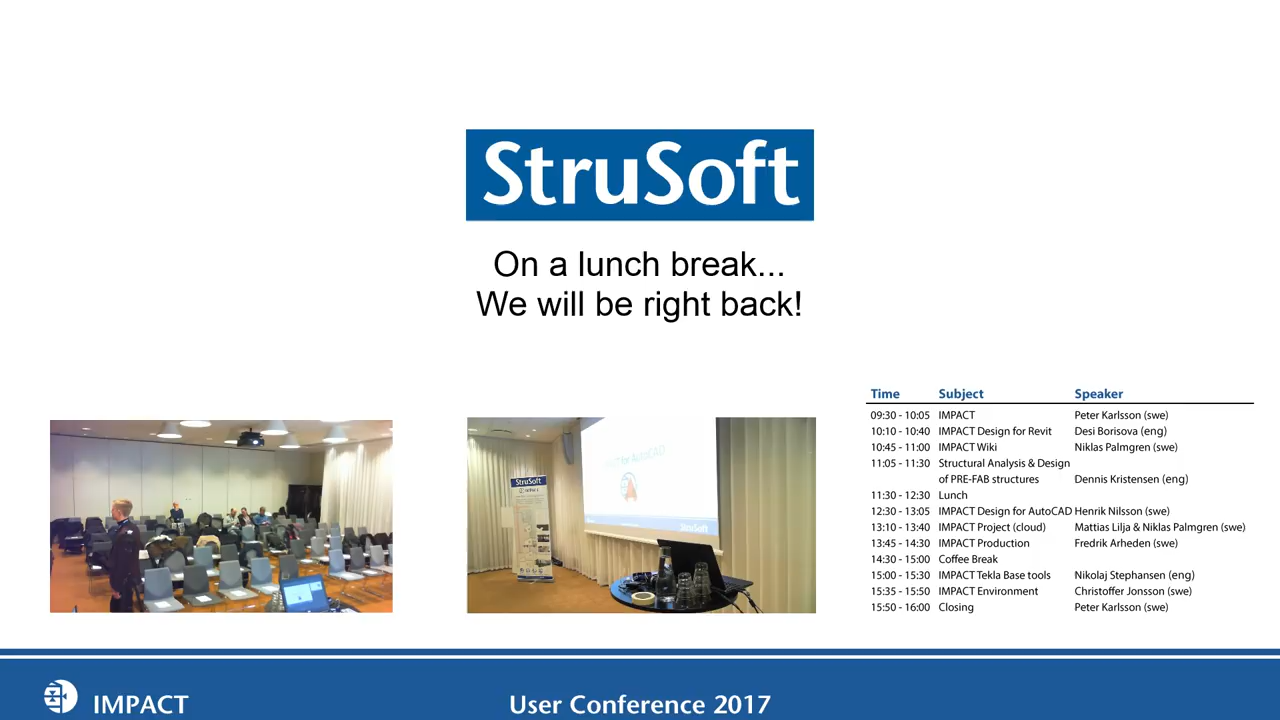 StruSoft
On a lunch break...
We will be right back!
Time Subject Speaker
09:30 - 10:05 IMPACT Peter Karlsson (swe)
10:10 - 10:40 IMPACT Design for Revit Desi Borisova (eng)
10:45 - 11:00 IMPACT Wiki Niklas Palmgren (swe)
11:05 - 11:30 Structural Analysis & Design
of PRE-FAB structures Dennis Kristensen (eng)
11:30 - 12:30 Lunch
12:30 - 13:05 IMPACT Design for AutoCAD Henrik Nilsson (swe)
13:10 - 13:40 IMPACT Project (cloud) Mattias Lilja & Niklas Palmgren (swe)
13:45 - 14:30 IMPACT Production Fredrik Arheden (swe)
14:30 - 15:00 Coffee Break
15:00 - 15:30 IMPACT Tekla Base tools Nikolaj Stephansen (eng)
15:35 - 15:50 IMPACT Environment Christoffer Jonsson (swe)
15:50 - 16:00 Closing Peter Karlsson (swe)
for AutoCAD
StruSoft
StruSoft
IMPACT
User Conference 2017